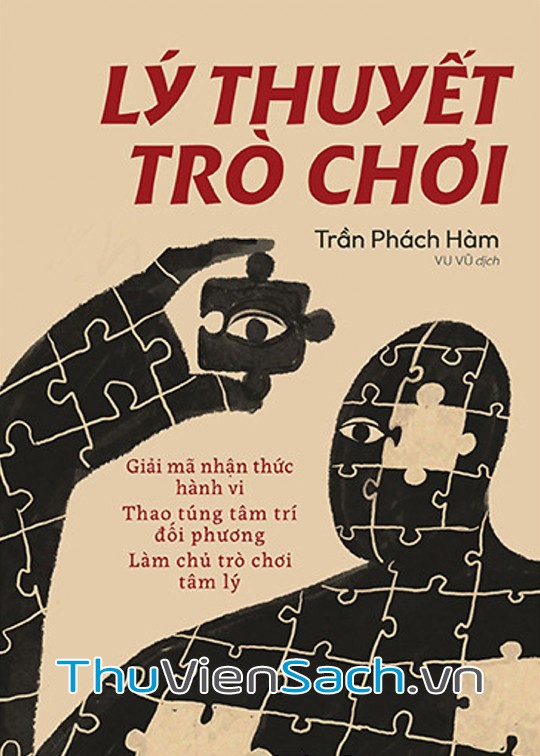 LÝ THUYẾT
TRÒ CHƠI
Trần Phách Hàm
VU VŨ dịch
Giải mã nhận thức
hành vi
Thao túng tâm trí
đối phương
Làm chủ trò chơi
tâm lý
ThuVienSach.vn